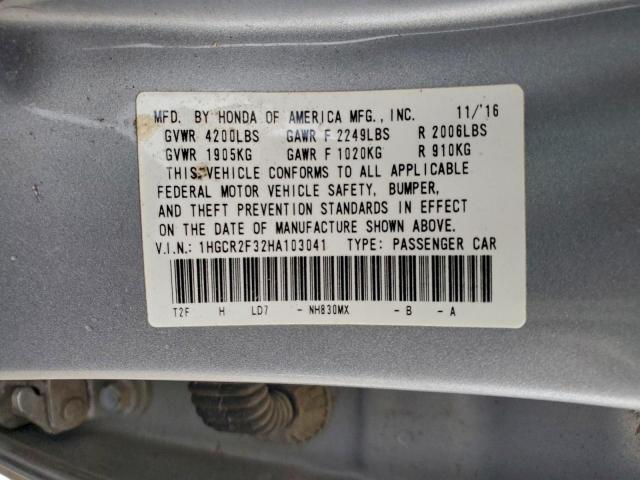 MFD. BY HONDA OF AMERICA MFG., INC. 11/'16
GVWR 4200LBS GAWR F 2249LBS R 2006LBS
GVWR 1905KG GAWR F 1020KG R 910KG
THIS VEHICLE CONFORMS TO ALL APPLICABLE
FEDERAL MOTOR VEHICLE SAFETY, BUMPER,
AND THEFT PREVENTION STANDARDS IN EFFECT
ON THE DATE OF MANUFACTURE SHOWN ABOVE.
V.I.N.: 1HGCR2F32HA103041 TYPE: PASSENGER CAR
T2F H LD7 - NH830MX - B - A